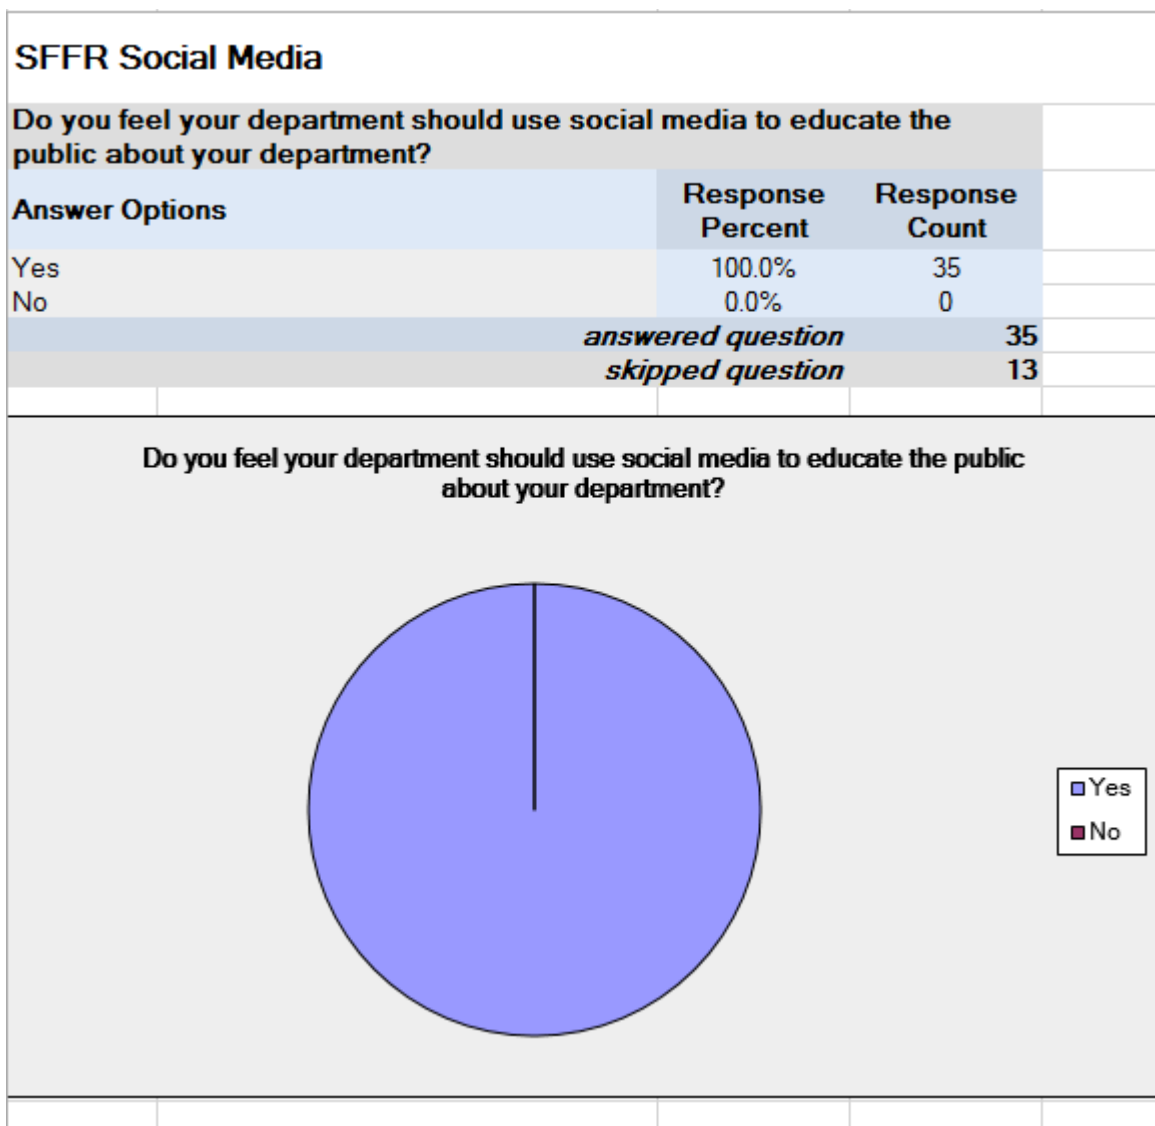 SFFR Social Media
Do you feel your department should use social media to educate the
public about your department?
Answer Options Response Percent Response Count
Yes 100.0% 35
No 0.0% 0
answered question 35
skipped question 13
Do you feel your department should use social media to educate the public
about your department?
Yes
No